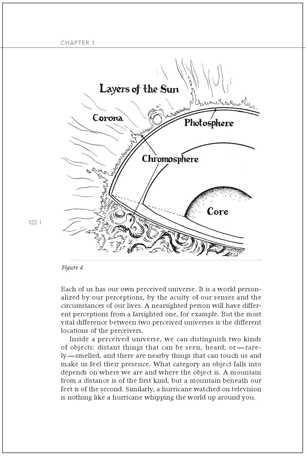 CHAPTER 1
Layers of the Sun
Corona
Photosphere
Chromosphere
Core
122 |
Figure 4
Each of us has our own perceived universe. It is a world person-
alized by our perceptions, by the acuity of our senses and the
circumstances of our lives. A nearsighted person will have differ-
ent perceptions from a farsighted one, for example. But the most
vital difference between two perceived universes is the different
locations of the perceivers.
Inside a perceived universe, we can distinguish two kinds
of objects: distant things that can be seen, heard, or—rare-
ly—smelled, and there are nearby things that can touch us and
make us feel their presence. What category an object falls into
depends on where we are and where the object is. A mountain
from a distance is of the first kind, but a mountain beneath our
feet is of the second. Similarly, a hurricane watched on television
is nothing like a hurricane whipping the world up around you.